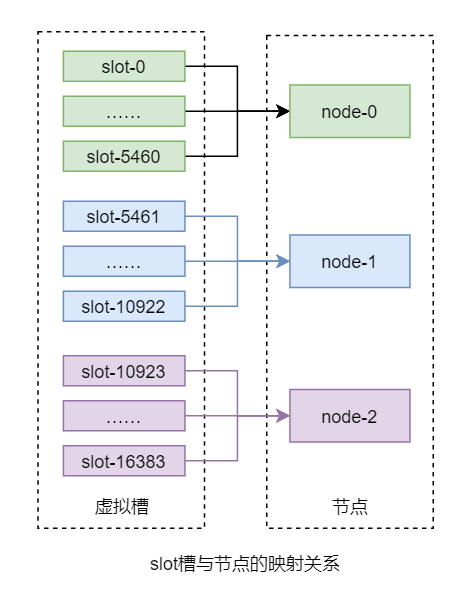 slot-0
……
slot-5460
node-0
slot-5461
……
slot-10922
node-1
slot-10923
……
slot-16383
node-2
虚拟槽
节点
slot槽与节点的映射关系